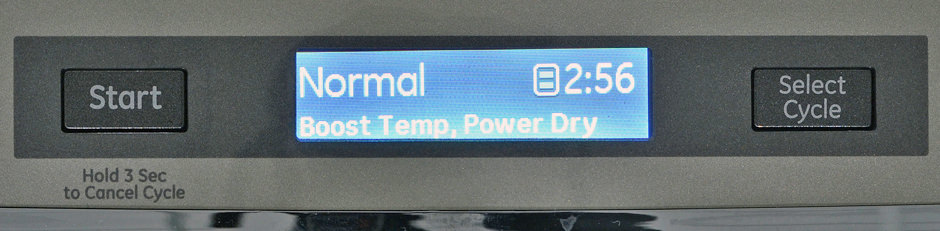 Start
Hold 3 Sec
to Cancel Cycle
Normal 2:56
Boost Temp, Power Dry
Select
Cycle